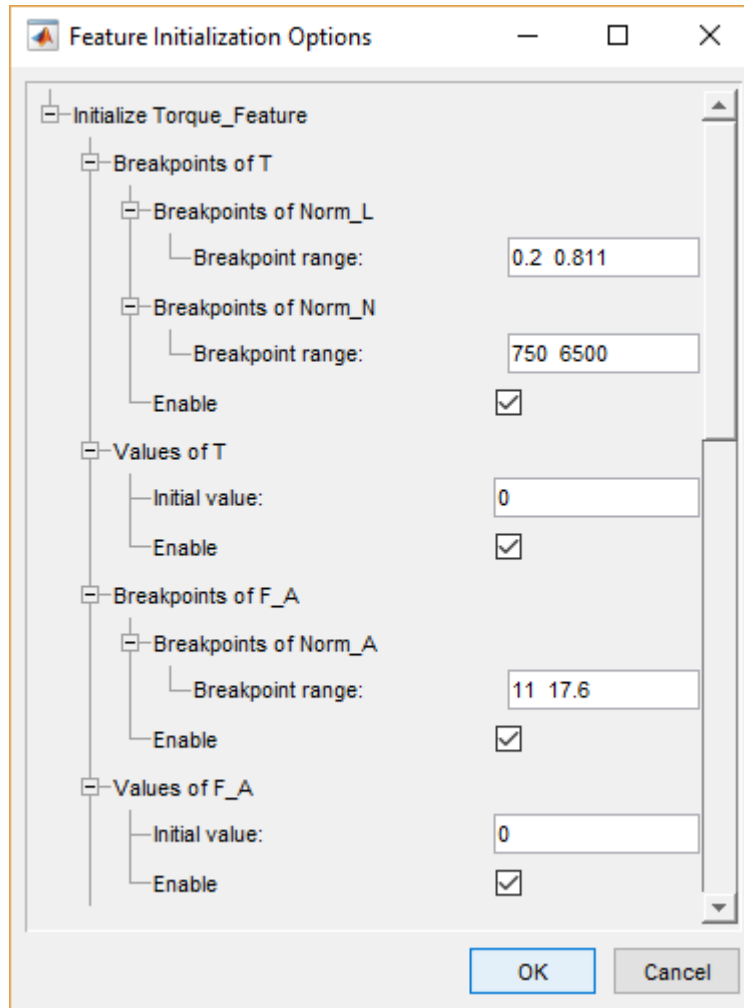 Feature Initialization Options
Initialize Torque_Feature
Breakpoints of T
Breakpoints of Norm_L
Breakpoint range: 0.2 0.811
Breakpoints of Norm_N
Breakpoint range: 750 6500
Enable
Values of T
Initial value: 0
Enable
Breakpoints of F_A
Breakpoints of Norm_A
Breakpoint range: 11 17.6
Enable
Values of F_A
Initial value: 0
Enable
OK Cancel